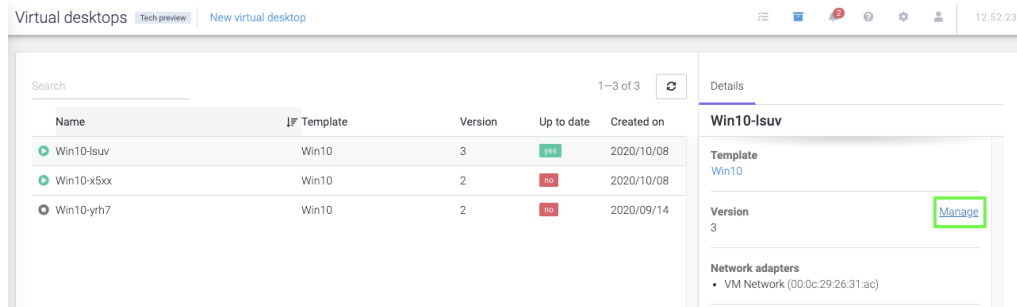 Virtual desktops Tech preview New virtual desktop 2 12:52:23
Search 1–3 of 3 Details
Name Template Version Up to date Created on Win10-lsuv
Win10-lsuv Win10 3 yes 2020/10/08
Template
Win10-x5xx Win10 2 no 2020/10/08
Win10
Win10-yrh7 Win10 2 no 2020/09/14
Version Manage
3
Network adapters
• VM Network (00:0c:29:26:31:ac)